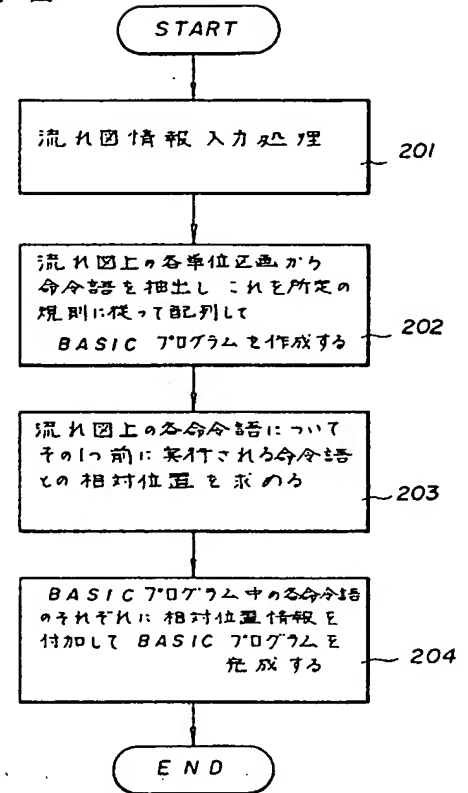 START
流れ図情報入力処理
201
流れ図上の各単位区画から
命令語を抽出し これを所定の
規則に従って配列して
BASIC プログラムを作成する
202
流れ図上の各命令語について
その1つ前に実行される命令語
との相対位置を求める
203
BASICプログラム中の各命令語
のそれぞれに相対位置情報を
付加して BASIC プログラムを
完成する
204
END